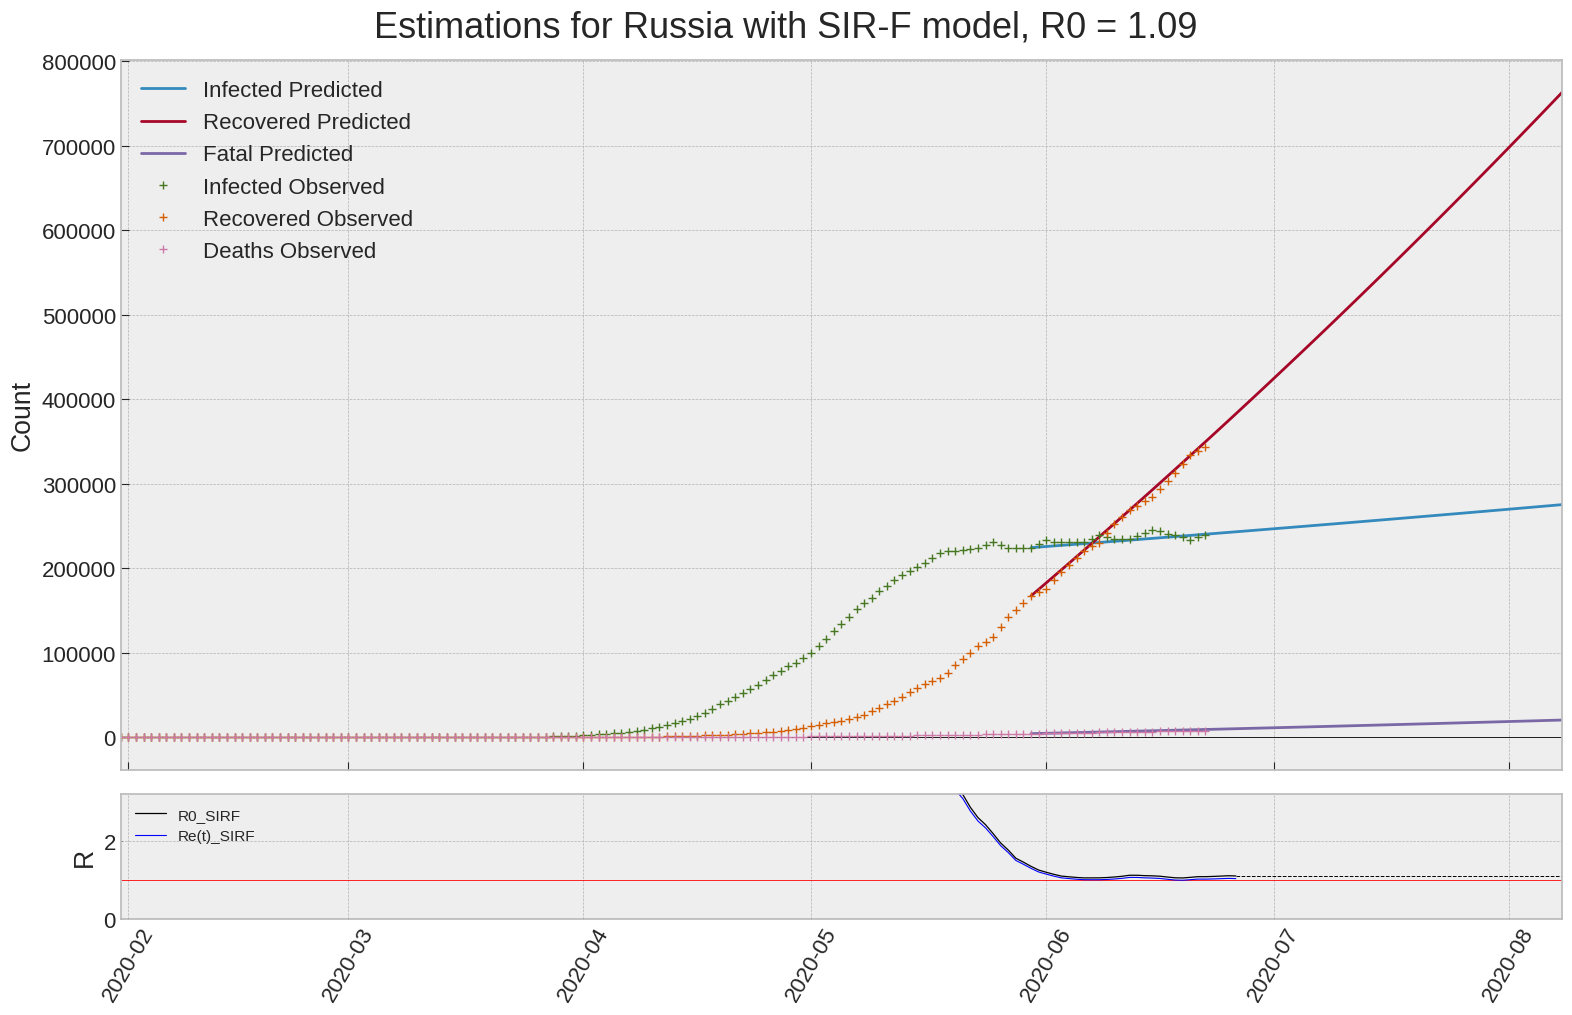 Estimations for Russia with SIR-F model, R0 = 1.09
800000
700000
600000
500000
400000
300000
200000
100000
0
Count
Infected Predicted
Recovered Predicted
Fatal Predicted
Infected Observed
Recovered Observed
Deaths Observed
R0_SIRF
Re(t)_SIRF
2
0
R
2020-02
2020-03
2020-04
2020-05
2020-06
2020-07
2020-08